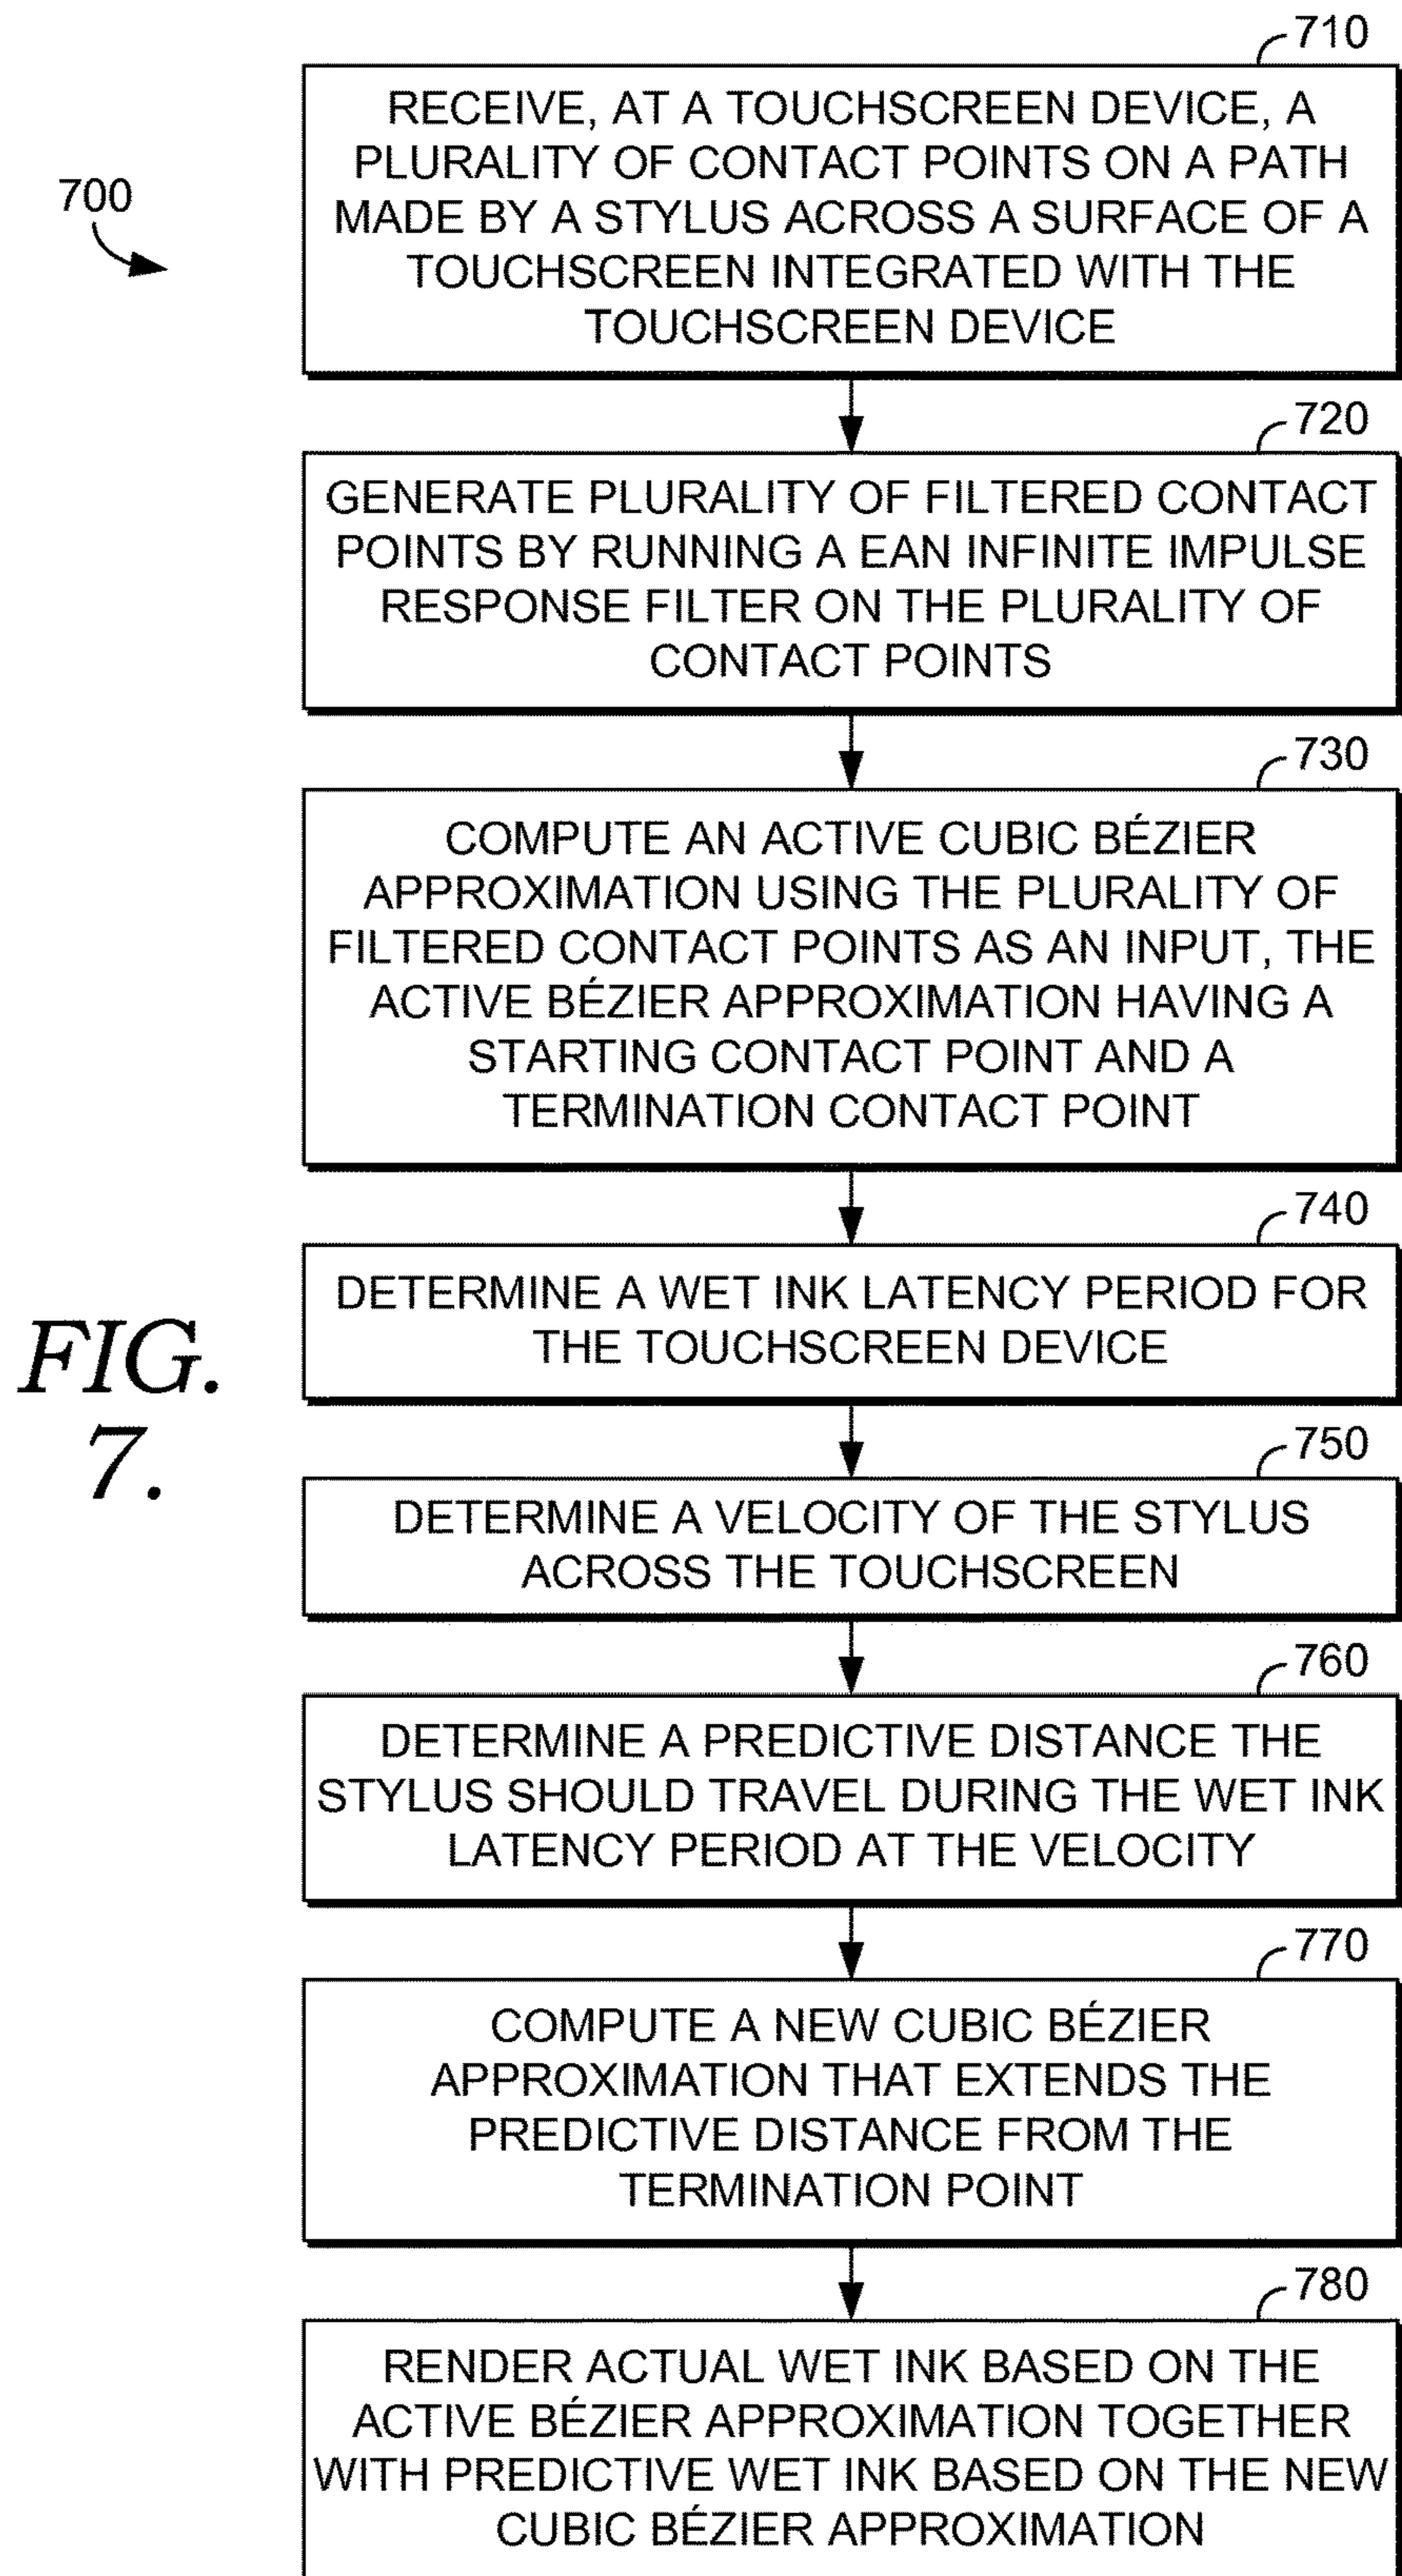 700
710
RECEIVE, AT A TOUCHSCREEN DEVICE, A
PLURALITY OF CONTACT POINTS ON A PATH
MADE BY A STYLUS ACROSS A SURFACE OF A
TOUCHSCREEN INTEGRATED WITH THE
TOUCHSCREEN DEVICE
720
GENERATE PLURALITY OF FILTERED CONTACT
POINTS BY RUNNING A EAN INFINITE IMPULSE
RESPONSE FILTER ON THE PLURALITY OF
CONTACT POINTS
730
COMPUTE AN ACTIVE CUBIC BÉZIER
APPROXIMATION USING THE PLURALITY OF
FILTERED CONTACT POINTS AS AN INPUT, THE
ACTIVE BÉZIER APPROXIMATION HAVING A
STARTING CONTACT POINT AND A
TERMINATION CONTACT POINT
740
DETERMINE A WET INK LATENCY PERIOD FOR
THE TOUCHSCREEN DEVICE
FIG.
7.
750
DETERMINE A VELOCITY OF THE STYLUS
ACROSS THE TOUCHSCREEN
760
DETERMINE A PREDICTIVE DISTANCE THE
STYLUS SHOULD TRAVEL DURING THE WET INK
LATENCY PERIOD AT THE VELOCITY
770
COMPUTE A NEW CUBIC BÉZIER
APPROXIMATION THAT EXTENDS THE
PREDICTIVE DISTANCE FROM THE
TERMINATION POINT
780
RENDER ACTUAL WET INK BASED ON THE
ACTIVE BÉZIER APPROXIMATION TOGETHER
WITH PREDICTIVE WET INK BASED ON THE NEW
CUBIC BÉZIER APPROXIMATION